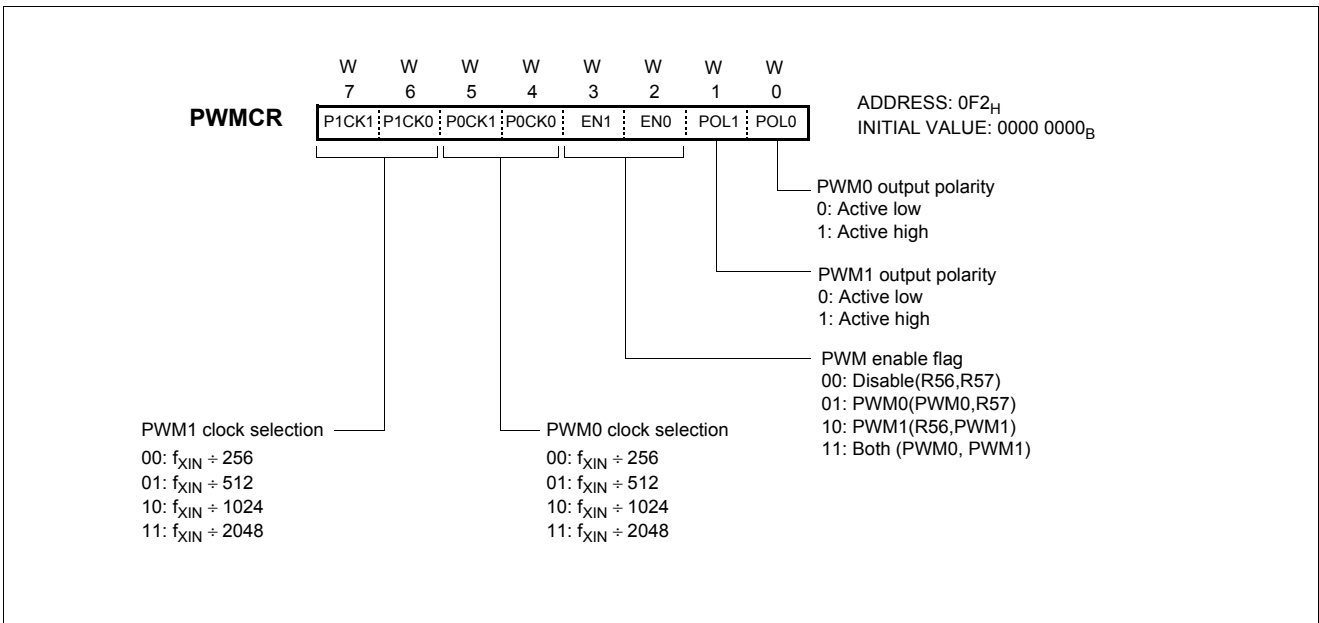 W W W W W W W W
7 6 5 4 3 2 1 0
PWMCR
P1CK1 P1CK0 P0CK1 P0CK0 EN1 EN0 POL1 POL0
ADDRESS: 0F2H
INITIAL VALUE: 0000 0000B
PWM0 output polarity
0: Active low
1: Active high
PWM1 output polarity
0: Active low
1: Active high
PWM enable flag
00: Disable(R56,R57)
01: PWM0(PWM0,R57)
10: PWM1(R56,PWM1)
11: Both (PWM0, PWM1)
PWM1 clock selection
00: fXIN ÷ 256
01: fXIN ÷ 512
10: fXIN ÷ 1024
11: fXIN ÷ 2048
PWM0 clock selection
00: fXIN ÷ 256
01: fXIN ÷ 512
10: fXIN ÷ 1024
11: fXIN ÷ 2048